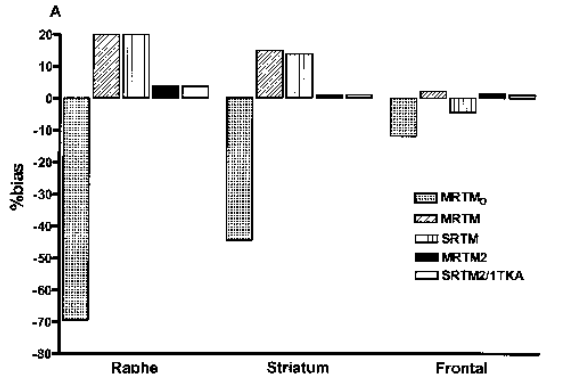 A
20
10
0
-10
-20
-30
-40
-50
-60
-70
-80
%bias
MRTMO
MRTM
SRTM
MRTM2
SRTM2/1TKA
Raphe Striatum Frontal